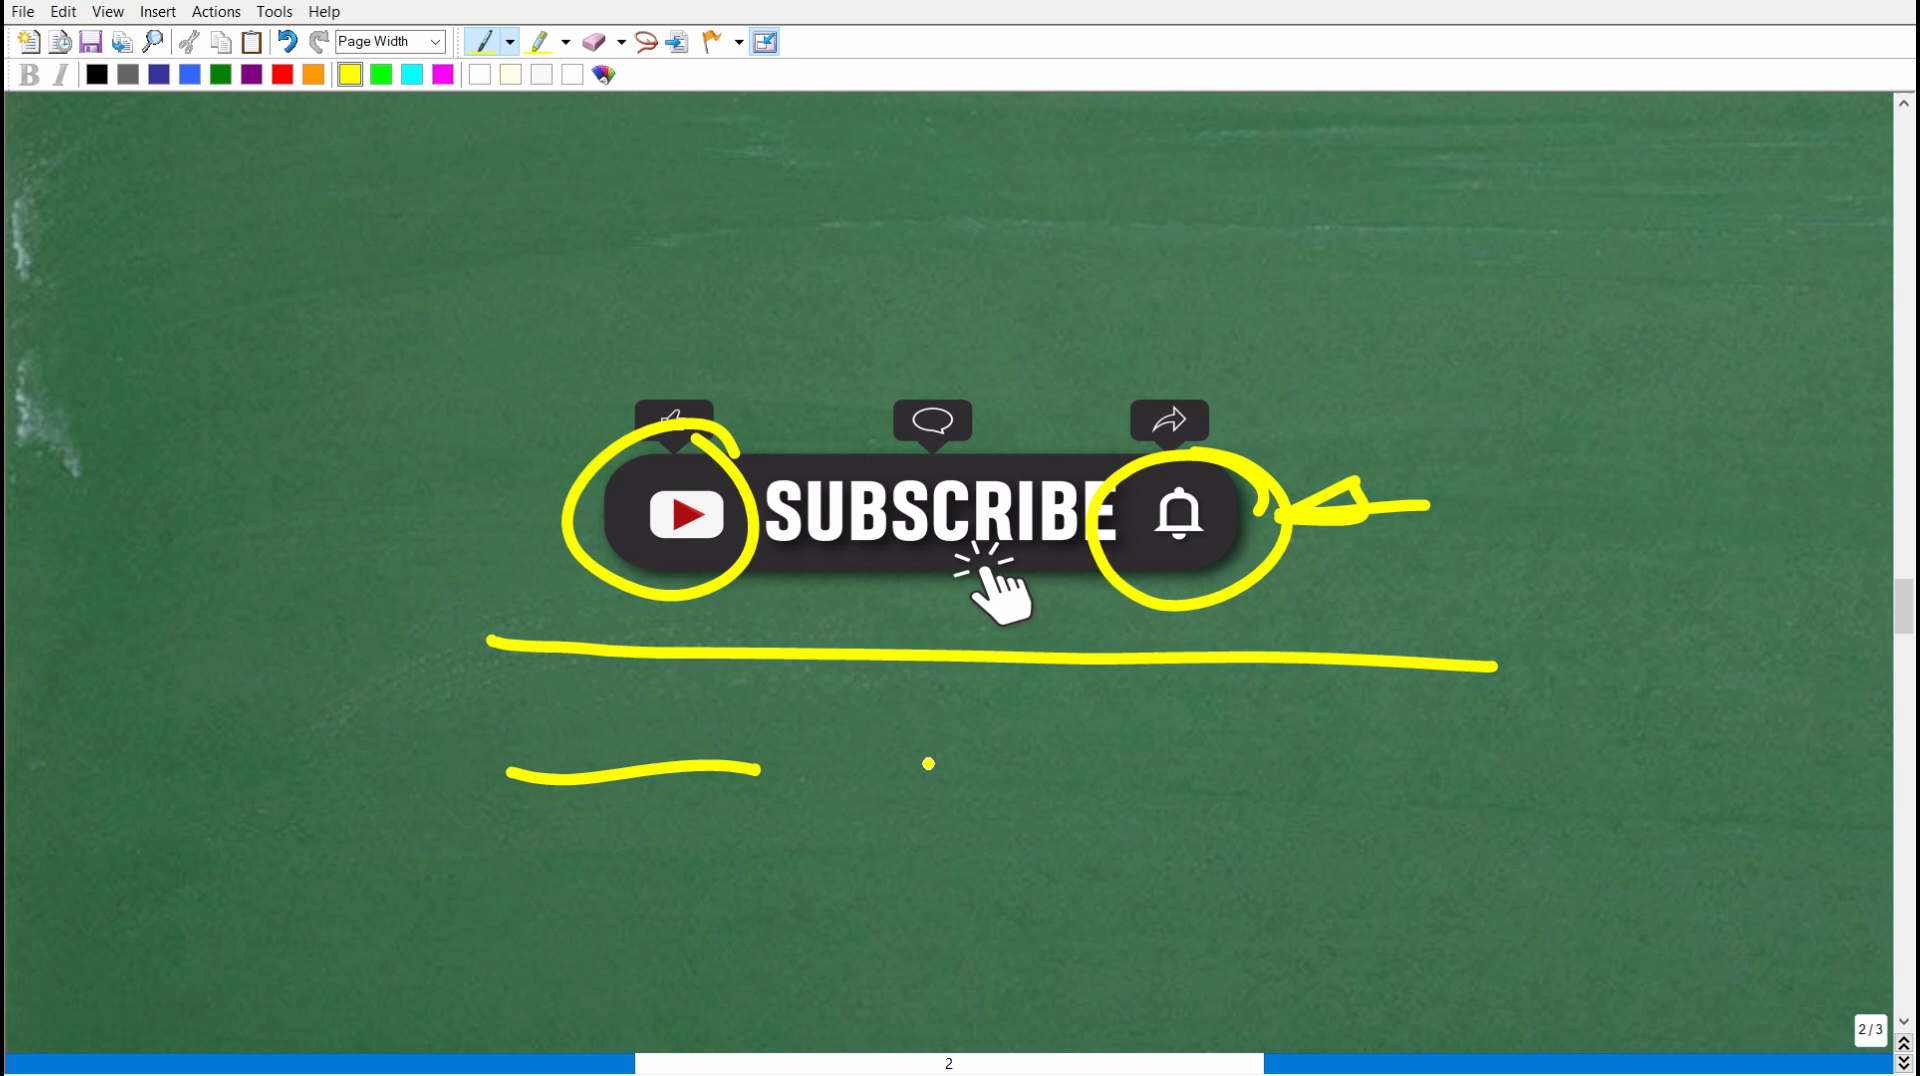 File Edit View Insert Actions Tools Help
Page Width
B I
SUBSCRIBE
2 / 3
2